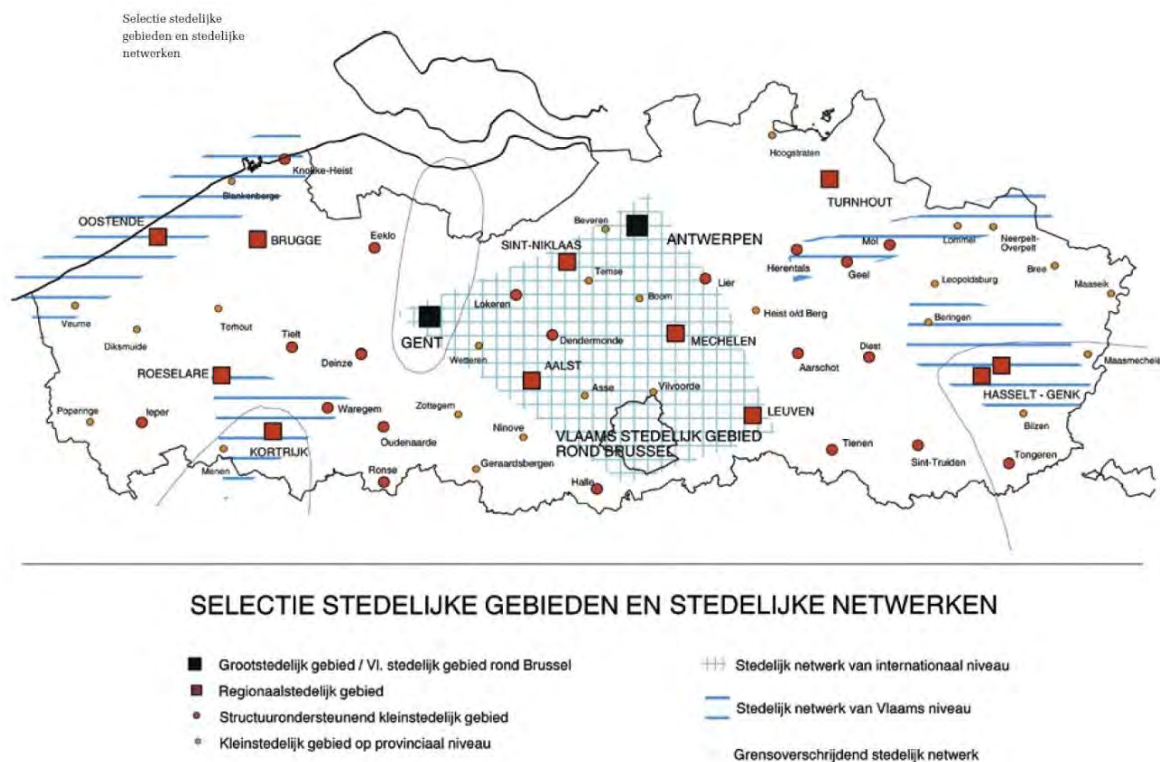 Selectie stedelijke
gebieden en stedelijke
netwerken
Hoogstraten
Knokke-Heist
Blankenberge
TURNHOUT
OOSTENDE
BRUGGE
Eeklo
Beveren
ANTWERPEN
SINT-NIKLAAS
Mol
Lommel
Neerpelt-
Overpelt
Herentals
Geel
Bree
Temse
Lier
Leopoldsburg
Maaseik
Lokeren
Boom
Veurne
Torhout
Heist o/d Berg
Beringen
Diksmuide
Tielt
GENT
Dendermonde
MECHELEN
Deinze
Wetteren
Aarschot
Diest
Maasmechele
ROESELARE
AALST
Asse
Vilvoorde
HASSELT - GENK
Poperinge
Ieper
Waregem
Zottegem
LEUVEN
Bilzen
Oudenaarde
Ninove
VLAAMS STEDELIJK GEBIED
ROND BRUSSEL
KORTRIJK
Tienen
Menen
Geraardsbergen
Sint-Truiden
Tongeren
Ronse
Halle
SELECTIE STEDELIJKE GEBIEDEN EN STEDELIJKE NETWERKEN
Grootstedelijk gebied / Vl. stedelijk gebied rond Brussel
Regionaalstedelijk gebied
Structuurondersteunend kleinstedelijk gebied
Kleinstedelijk gebied op provinciaal niveau
Stedelijk netwerk van internationaal niveau
Stedelijk netwerk van Vlaams niveau
Grensoverschrijdend stedelijk netwerk